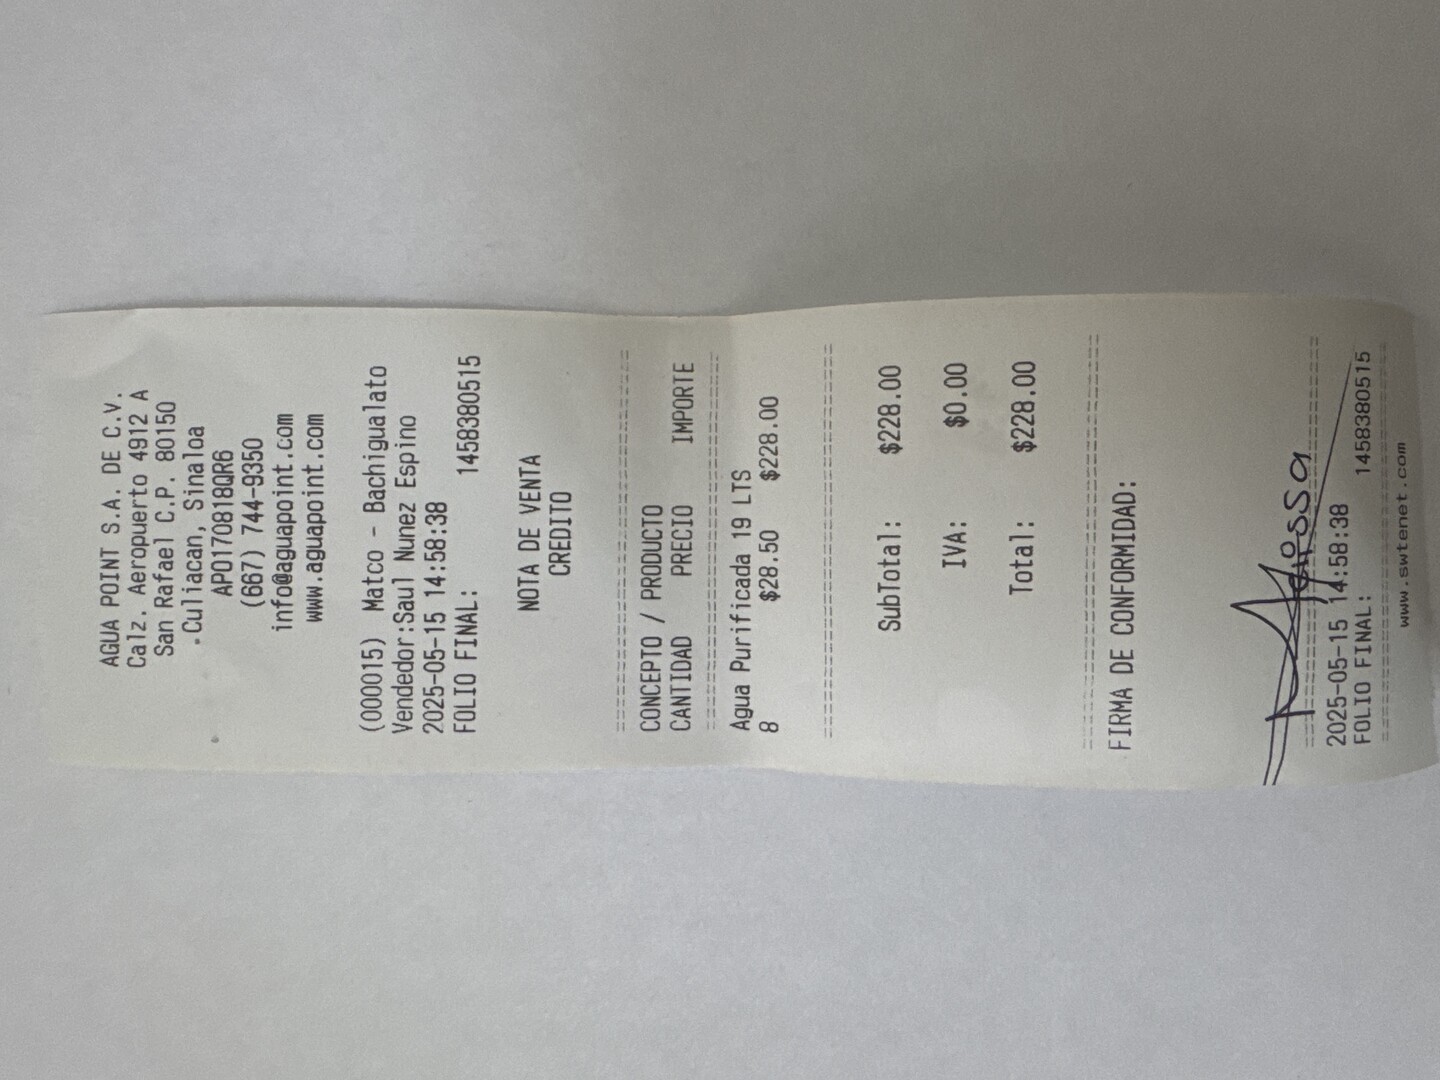 AGUA POINT S.A. DE C.V.
Calz. Aeropuerto 4912 A
San Rafael C.P. 80150
Culiacan, Sinaloa
APO170818QR6
(667) 744-9350
info@aguapoint.com
www.aguapoint.com
(000015) Matco - Bachigualato
Vendedor:Saul Nunez Espino
2025-05-15 14:58:38
FOLIO FINAL: 1458380515
NOTA DE VENTA
CREDITO
CONCEPTO / PRODUCTO
CANTIDAD PRECIO IMPORTE
Agua Purificada 19 LTS
8 $28.50 $228.00
SubTotal: $228.00
IVA: $0.00
Total: $228.00
FIRMA DE CONFORMIDAD:
2025-05-15 14:58:38
FOLIO FINAL: 1458380515
www.swtenet.com